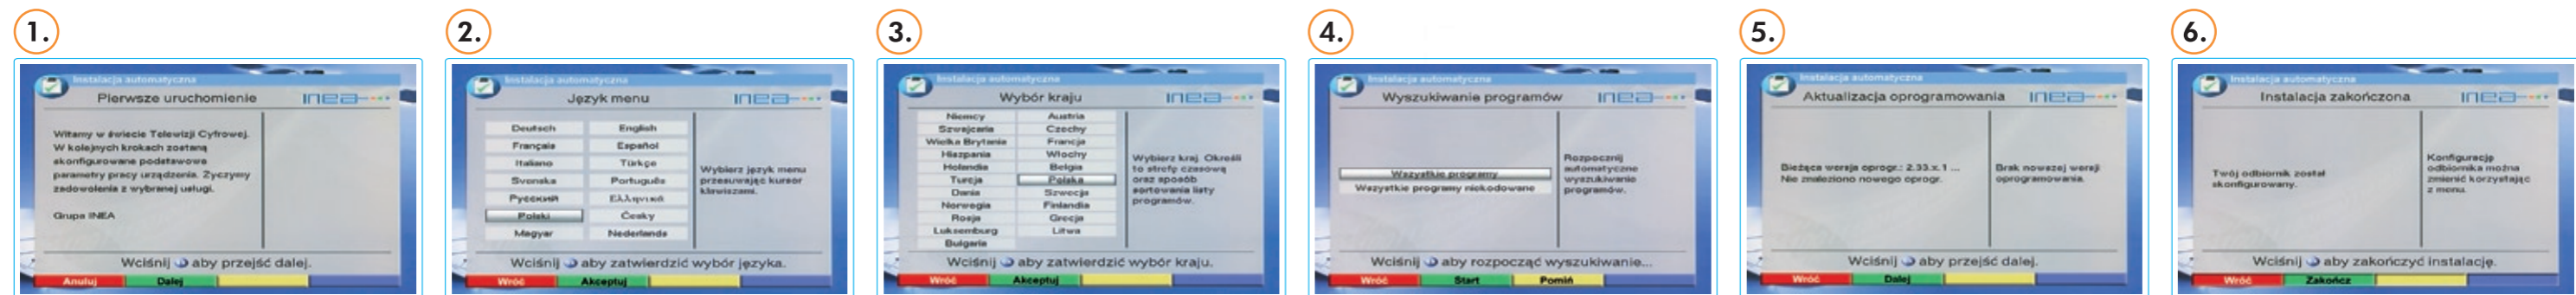 1.
Instalacja automatyczna
Pierwsze uruchomienie
INEA
Witamy w świecie Telewizji Cyfrowej.
W kolejnych krokach zostaną
skonfigurowane podstawowe
parametry pracy urządzenia. Życzymy
zadowolenia z wybranej usługi.
Grupa INEA
Wciśnij aby przejść dalej.
Anuluj Dalej
2.
Instalacja automatyczna
Język menu
INEA
Deutsch English
Français Español
Italiano Türkçe
Svenska Português
Русский Ελληνικά
Polski Česky
Magyar Nederlands
Wybierz język menu
przesuwając kursor
klawiszami.
Wciśnij aby zatwierdzić wybór języka.
Wróć Akceptuj
3.
Instalacja automatyczna
Wybór kraju
INEA
Niemcy Austria
Szwajcaria Czechy
Wielka Brytania Francja
Hiszpania Włochy
Holandia Belgia
Turcja Polska
Dania Szwecja
Norwegia Finlandia
Rosja Grecja
Luksemburg Litwa
Bulgaria
Wybierz kraj. Określi
to strefę czasową
oraz sposób
sortowania listy
programów.
Wciśnij aby zatwierdzić wybór kraju.
Wróć Akceptuj
4.
Instalacja automatyczna
Wyszukiwanie programów
INEA
Wszystkie programy
Wszystkie programy niekodowane
Rozpocznij
automatyczne
wyszukiwanie
programów.
Wciśnij aby rozpocząć wyszukiwanie...
Wróć Start Pomiń
5.
Instalacja automatyczna
Aktualizacja oprogramowania
INEA
Bieżąca wersja oprogr.: 2.33.x.1 ...
Nie znaleziono nowego oprogr.
Brak nowszej wersji
oprogramowania.
Wciśnij aby przejść dalej.
Wróć Dalej
6.
Instalacja automatyczna
Instalacja zakończona
INEA
Twój odbiornik został
skonfigurowany.
Konfigurację
odbiornika można
zmienić korzystając
z menu.
Wciśnij aby zakończyć instalację.
Wróć Zakończ